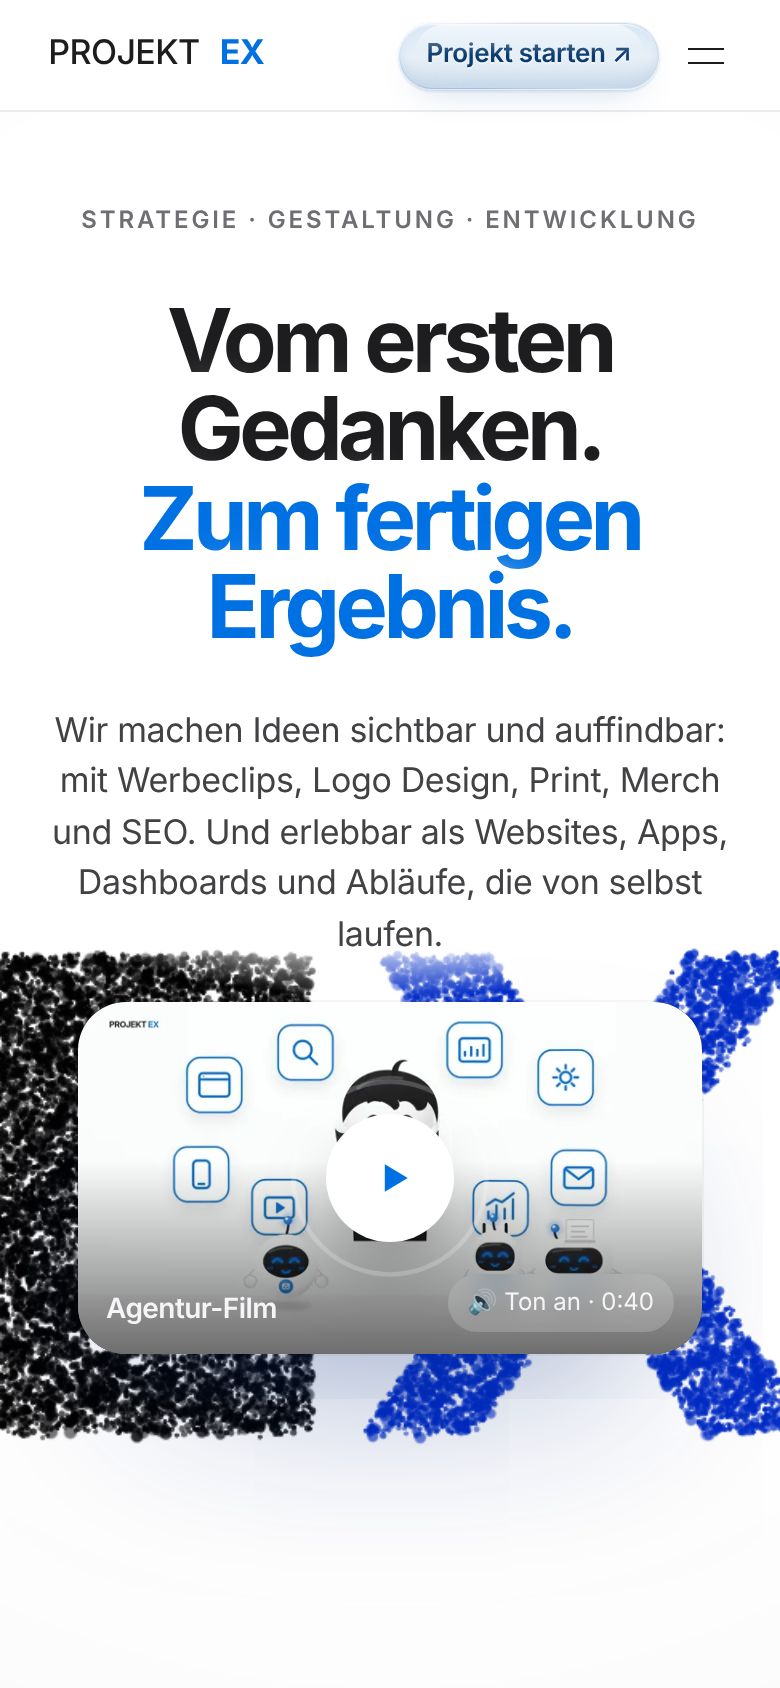 PROJEKT EX
Projekt starten ↗
STRATEGIE · GESTALTUNG · ENTWICKLUNG
Vom ersten
Gedanken.
Zum fertigen
Ergebnis.
Wir machen Ideen sichtbar und auffindbar:
mit Werbeclips, Logo Design, Print, Merch
und SEO. Und erlebbar als Websites, Apps,
Dashboards und Abläufe, die von selbst
laufen.
PROJEKT EX
Agentur-Film
🔊 Ton an · 0:40